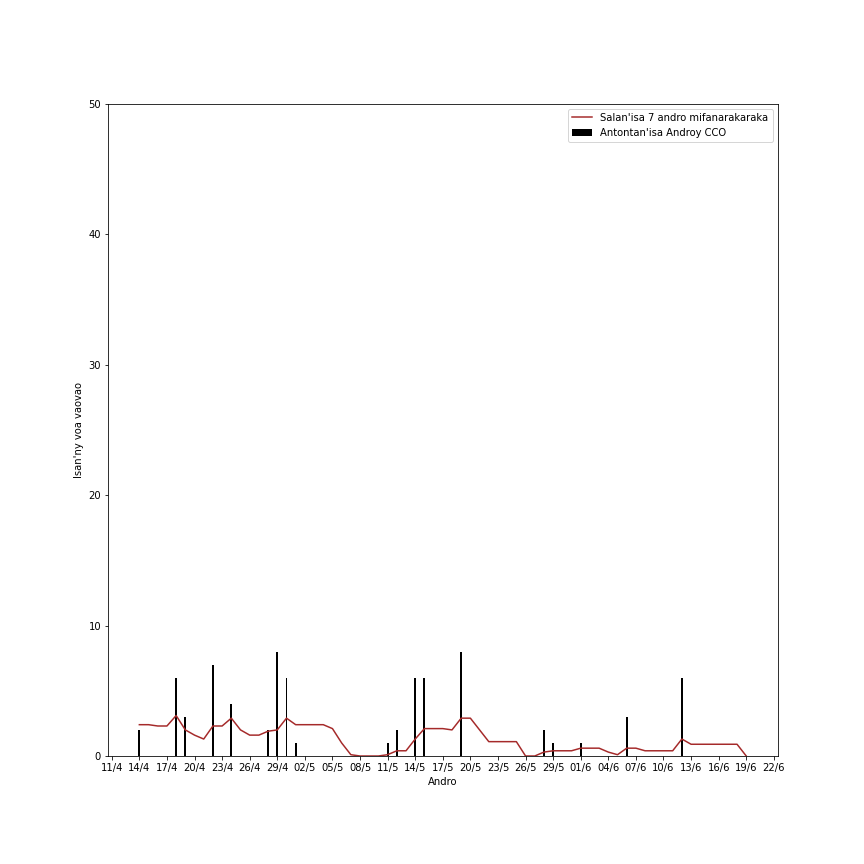 50
40
30
20
10
0
Isan'ny voa vaovao
Salan'isa 7 andro mifanarakaraka
Antontan'isa Androy CCO
11/4 14/4 17/4 20/4 23/4 26/4 29/4 02/5 05/5 08/5 11/5 14/5 17/5 20/5 23/5 26/5 29/5 01/6 04/6 07/6 10/6 13/6 16/6 19/6 22/6
Andro